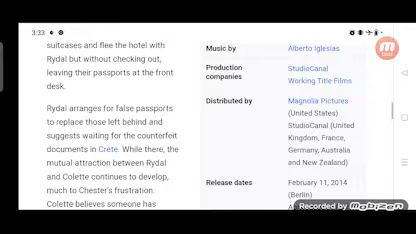 3:33
suitcases and flee the hotel with
Rydal but without checking out,
leaving their passports at the front
desk.
Rydal arranges for false passports
to replace those left behind and
suggests waiting for the counterfeit
documents in Crete. While there, the
mutual attraction between Rydal
and Colette continues to develop,
much to Chester's frustration.
Colette believes someone has
Music by Alberto Iglesias
Production StudioCanal
companies Working Title Films
Distributed by Magnolia Pictures
(United States)
StudioCanal (United
Kingdom, France,
Germany, Australia
and New Zealand)
Release dates February 11, 2014
(Berlin)
Recorded by Mobizen